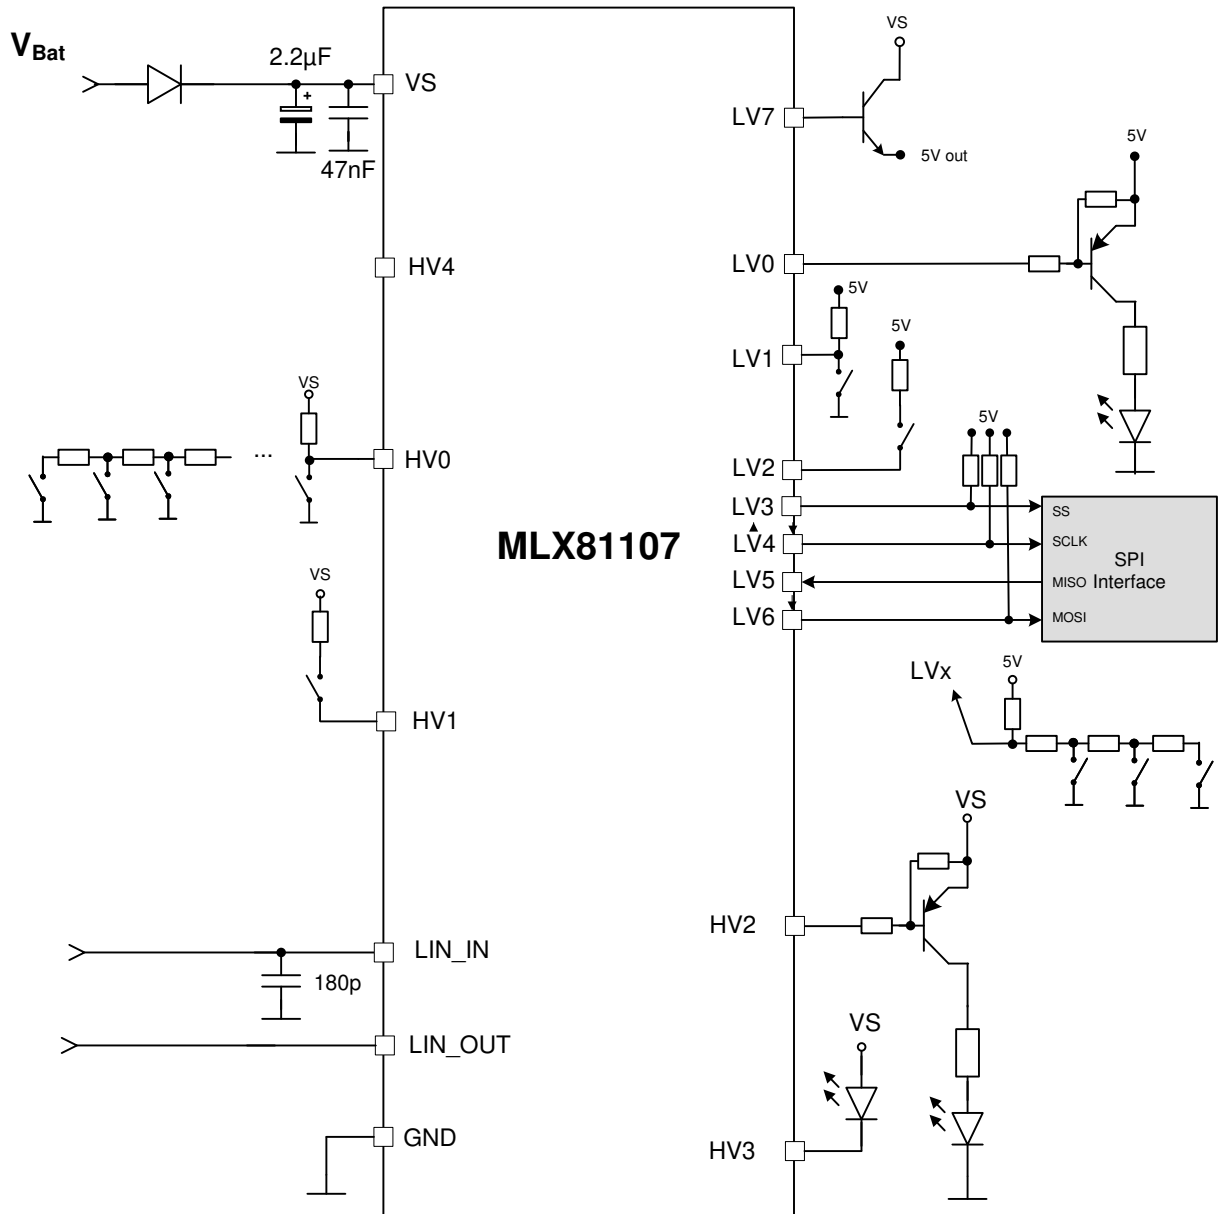 V_Bat
2.2µF
+
47nF
VS
HV4
VS
...
HV0
VS
HV1
LIN_IN
180p
LIN_OUT
GND
MLX81107
LV7
VS
5V out
5V
LV0
5V
LV1
5V
LV2
5V
LV3
LV4
LV5
LV6
SS
SCLK
MISO
MOSI
SPI
Interface
LVx
5V
VS
HV2
VS
HV3